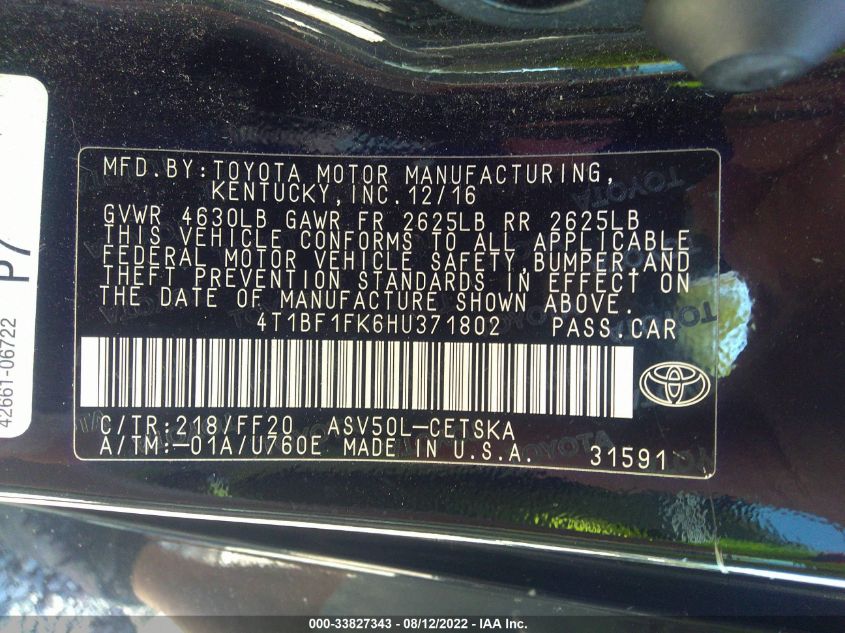 MFD.BY:TOYOTA MOTOR MANUFACTURING,
KENTUCKY,INC.12/16
GVWR 4630LB GAWR FR 2625LB RR 2625LB
THIS VEHICLE CONFORMS TO ALL APPLICABLE
FEDERAL MOTOR VEHICLE SAFETY,BUMPER,AND
THEFT PREVENTION STANDARDS IN EFFECT ON
THE DATE OF MANUFACTURE SHOWN ABOVE.
4T1BF1FK6HU371802 PASS.CAR
C/TR:218/FF20 ASV50L-CETSKA
A/TM:-01A/U760E MADE IN U.S.A. 31591
P7
42661-06722
000-33827343 - 08/12/2022 - IAA Inc.